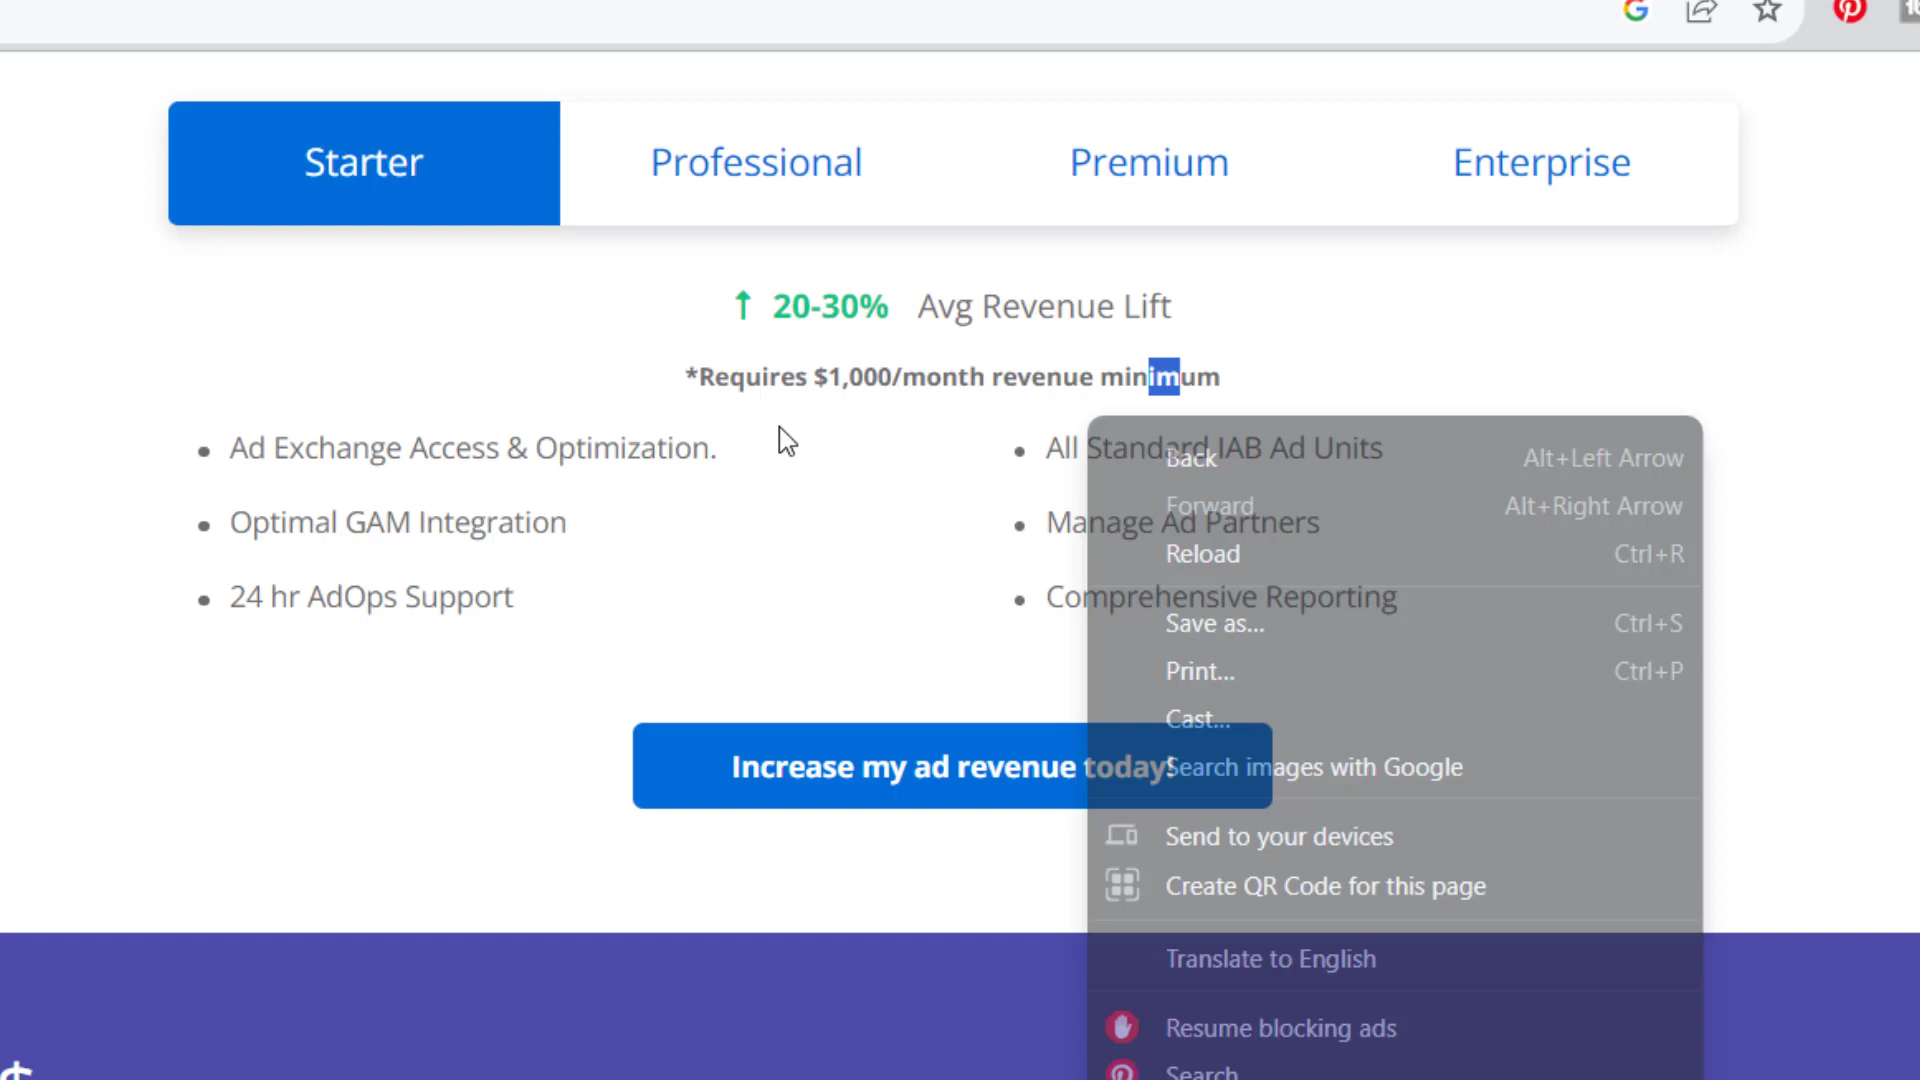 Starter Professional Premium Enterprise
↑ 20-30% Avg Revenue Lift
*Requires $1,000/month revenue minimum
• Ad Exchange Access & Optimization.
• Optimal GAM Integration
• 24 hr AdOps Support
• All Standard IAB Ad Units
• Manage Ad Partners
• Comprehensive Reporting
Increase my ad revenue today!
Back Alt+Left Arrow
Forward Alt+Right Arrow
Reload Ctrl+R
Save as... Ctrl+S
Print... Ctrl+P
Cast...
Search images with Google
Send to your devices
Create QR Code for this page
Translate to English
Resume blocking ads
Search